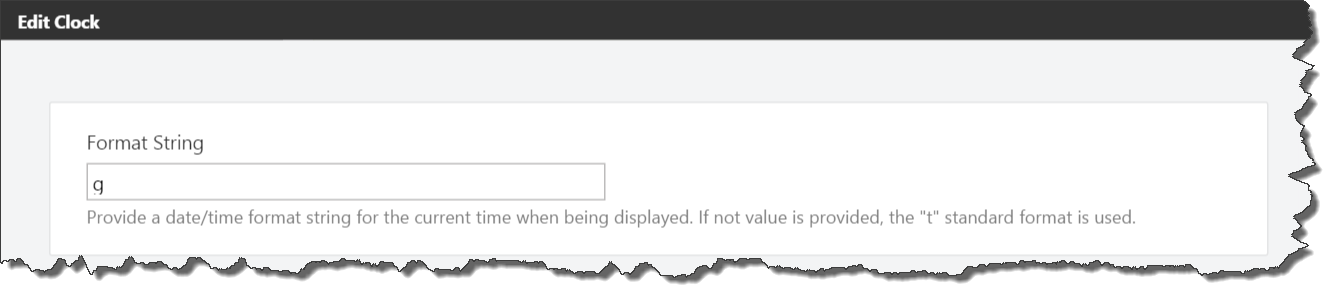 Edit Clock
Format String
g
Provide a date/time format string for the current time when being displayed. If not value is provided, the "t" standard format is used.